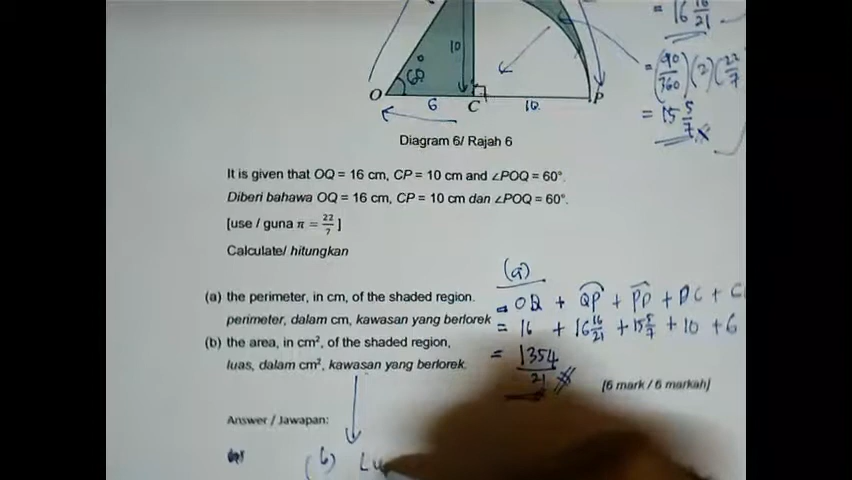 = 16 16/21
10
60°
= (90/360)(2)(22/7
O 6 C 10 P
= 15 5/7
Diagram 6/ Rajah 6
It is given that OQ = 16 cm, CP = 10 cm and ∠POQ = 60°.
Diberi bahawa OQ = 16 cm, CP = 10 cm dan ∠POQ = 60°.
[use / guna π = 22/7 ]
Calculate/ hitungkan
(a)
(a) the perimeter, in cm, of the shaded region.
= OQ + QP + PD + DC + C
perimeter, dalam cm, kawasan yang berlorek
= 16 + 16 16/21 + 15 5/7 + 10 + 6
(b) the area, in cm², of the shaded region,
= 1354/21
luas, dalam cm², kawasan yang berlorek.
[6 mark / 6 markah]
Answer / Jawapan:
(b) Lu